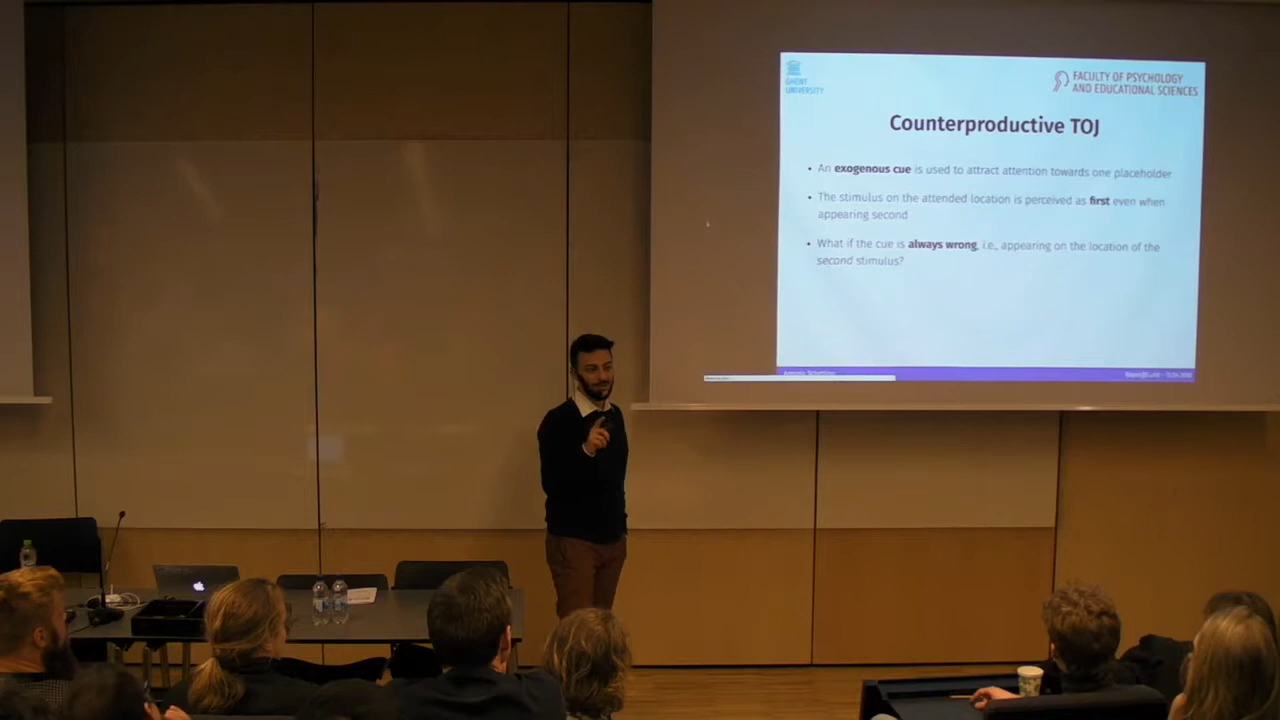 GHENT
UNIVERSITY
FACULTY OF PSYCHOLOGY
AND EDUCATIONAL SCIENCES
Counterproductive TOJ
• An exogenous cue is used to attract attention towards one placeholder
• The stimulus on the attended location is perceived as first even when
appearing second
• What if the cue is always wrong, i.e., appearing on the location of the
second stimulus?